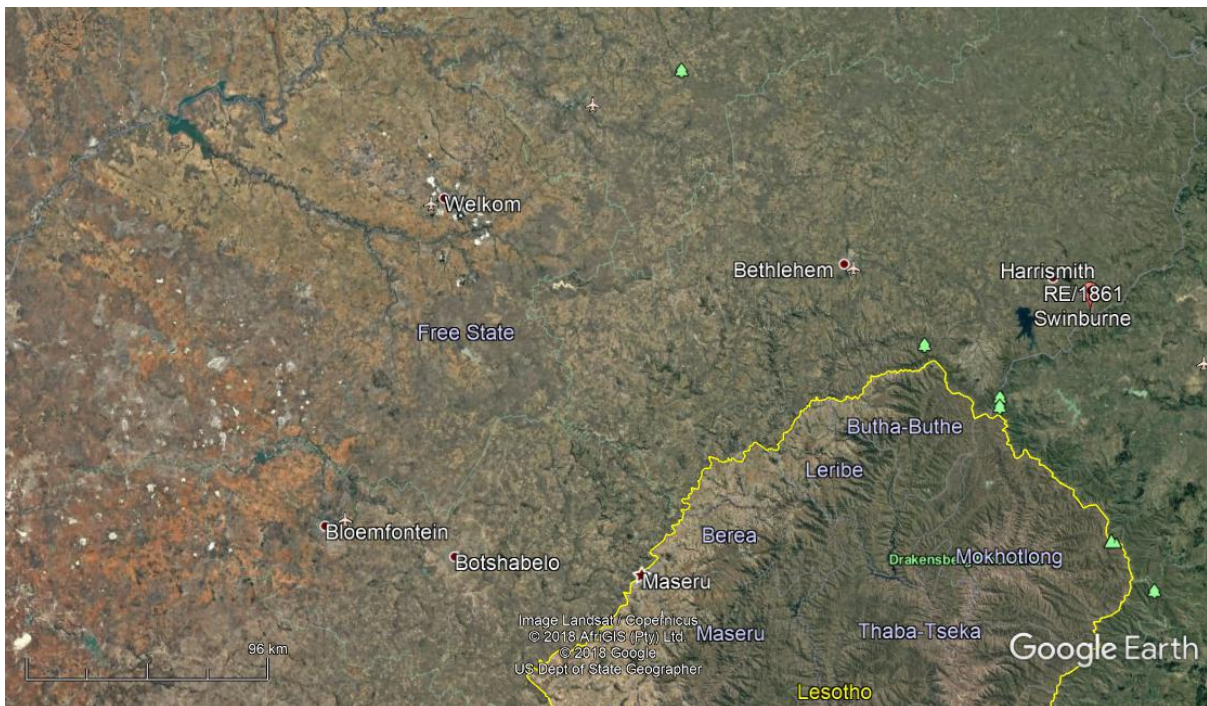 Welkom
Bethlehem
Harrismith
RE/1861
Swinburne
Free State
Butha-Buthe
Leribe
Bloemfontein
Botshabelo
Berea
Mokhotlong
Maseru
Image Landsat / Copernicus
© 2018 AfriGIS (Pty) Ltd.
© 2018 Google
US Dept of State Geographer
Maseru
Thaba-Tseka
96 km
Google Earth
Lesotho